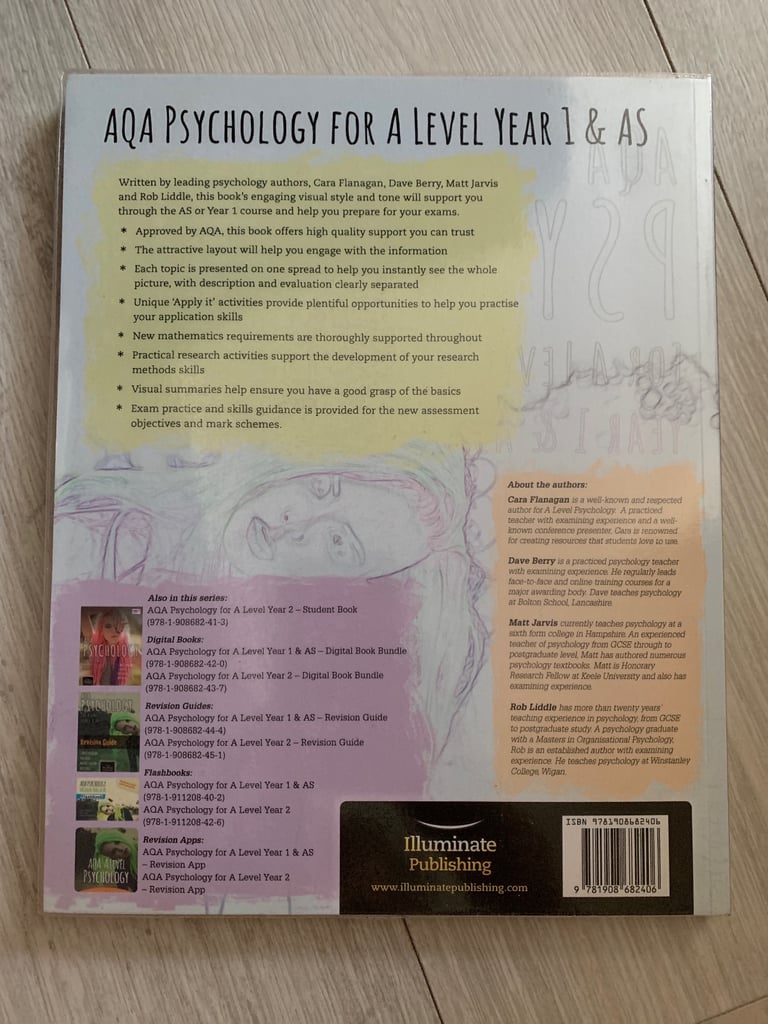 AQA PSYCHOLOGY FOR A LEVEL YEAR 1 & AS
Written by leading psychology authors, Cara Flanagan, Dave Berry, Matt Jarvis
and Rob Liddle, this book's engaging visual style and tone will support you
through the AS or Year 1 course and help you prepare for your exams.
* Approved by AQA, this book offers high quality support you can trust
* The attractive layout will help you engage with the information
* Each topic is presented on one spread to help you instantly see the whole
picture, with description and evaluation clearly separated
* Unique 'Apply it' activities provide plentiful opportunities to help you practise
your application skills
* New mathematics requirements are thoroughly supported throughout
* Practical research activities support the development of your research
methods skills
* Visual summaries help ensure you have a good grasp of the basics
* Exam practice and skills guidance is provided for the new assessment
objectives and mark schemes.
AQA
PSY
FOR A LEV
YEAR 1 & A
About the authors:
Cara Flanagan is a well-known and respected
author for A Level Psychology. A practiced
teacher with examining experience and a well-
known conference presenter, Cara is renowned
for creating resources that students love to use.
Dave Berry is a practiced psychology teacher
with examining experience. He regularly leads
face-to-face and online training courses for a
major awarding body. Dave teaches psychology
at Bolton School, Lancashire.
Matt Jarvis currently teaches psychology at a
sixth form college in Hampshire. An experienced
teacher of psychology from GCSE through to
postgraduate level, Matt has authored numerous
psychology textbooks. Matt is Honorary
Research Fellow at Keele University and also has
examining experience.
Rob Liddle has more than twenty years'
teaching experience in psychology, from GCSE
to postgraduate study. A psychology graduate
with a Masters in Organisational Psychology,
Rob is an established author with examining
experience. He teaches psychology at Winstanley
College, Wigan.
Also in this series:
AQA Psychology for A Level Year 2 – Student Book
(978-1-908682-41-3)
Digital Books:
AQA Psychology for A Level Year 1 & AS – Digital Book Bundle
(978-1-908682-42-0)
AQA Psychology for A Level Year 2 – Digital Book Bundle
(978-1-908682-43-7)
Revision Guides:
AQA Psychology for A Level Year 1 & AS – Revision Guide
(978-1-908682-44-4)
AQA Psychology for A Level Year 2 – Revision Guide
(978-1-908682-45-1)
Flashbooks:
AQA Psychology for A Level Year 1 & AS
(978-1-911208-40-2)
AQA Psychology for A Level Year 2
(978-1-911208-42-6)
Revision Apps:
AQA Psychology for A Level Year 1 & AS
– Revision App
AQA Psychology for A Level Year 2
– Revision App
PSYCHOLO
PSYCHOLOGY
Revision Guide
AQA A LEVEL
PSYCHOLOGY
Illuminate
Publishing
www.illuminatepublishing.com
ISBN 9781908682406
9 781908 682406